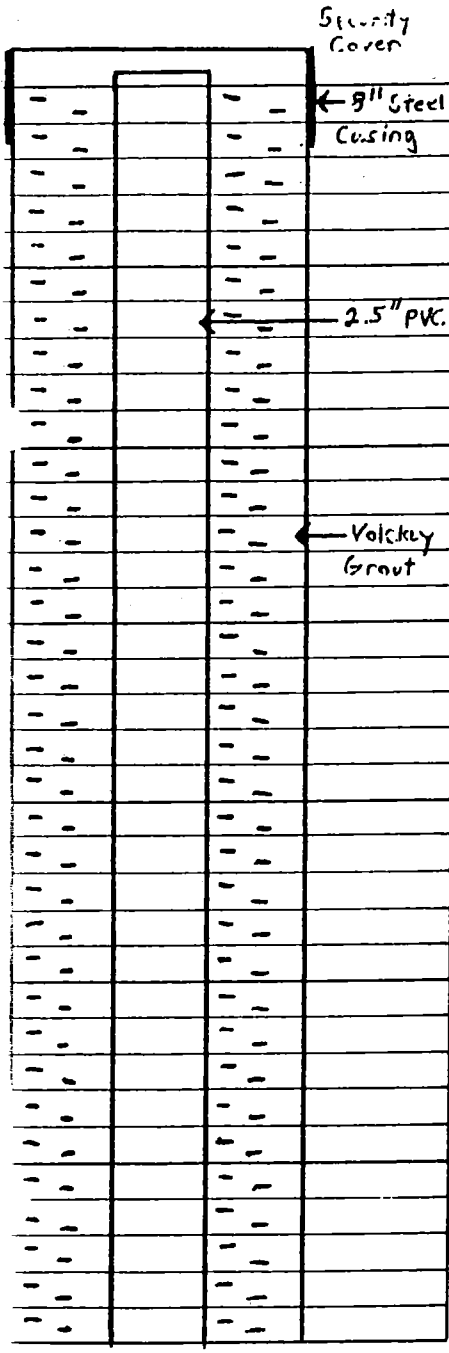 Security
Cover
8" Steel
Casing
2.5" PVC.
Volclay
Grout